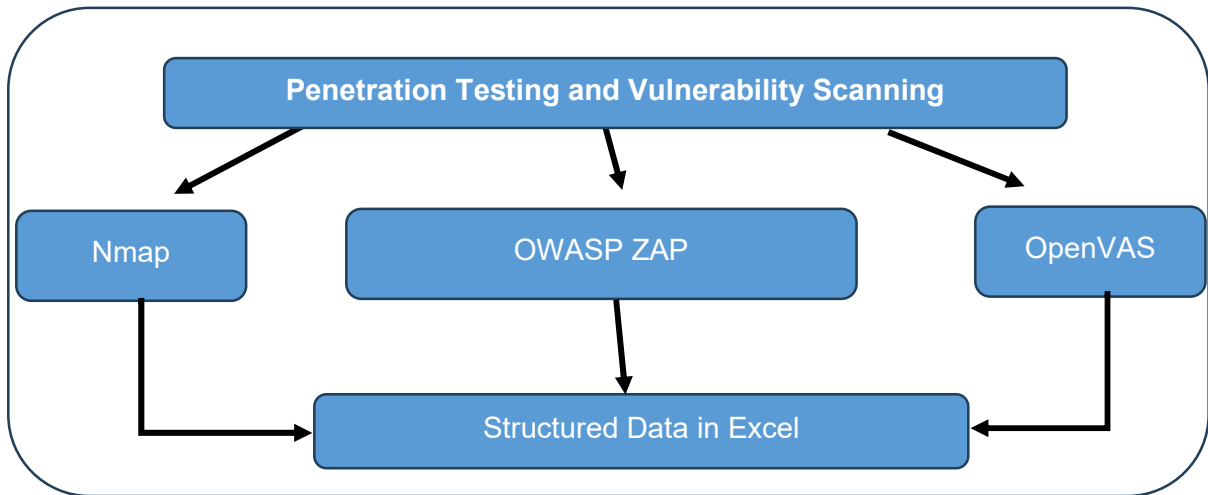 Penetration Testing and Vulnerability Scanning
Nmap
OWASP ZAP
OpenVAS
Structured Data in Excel